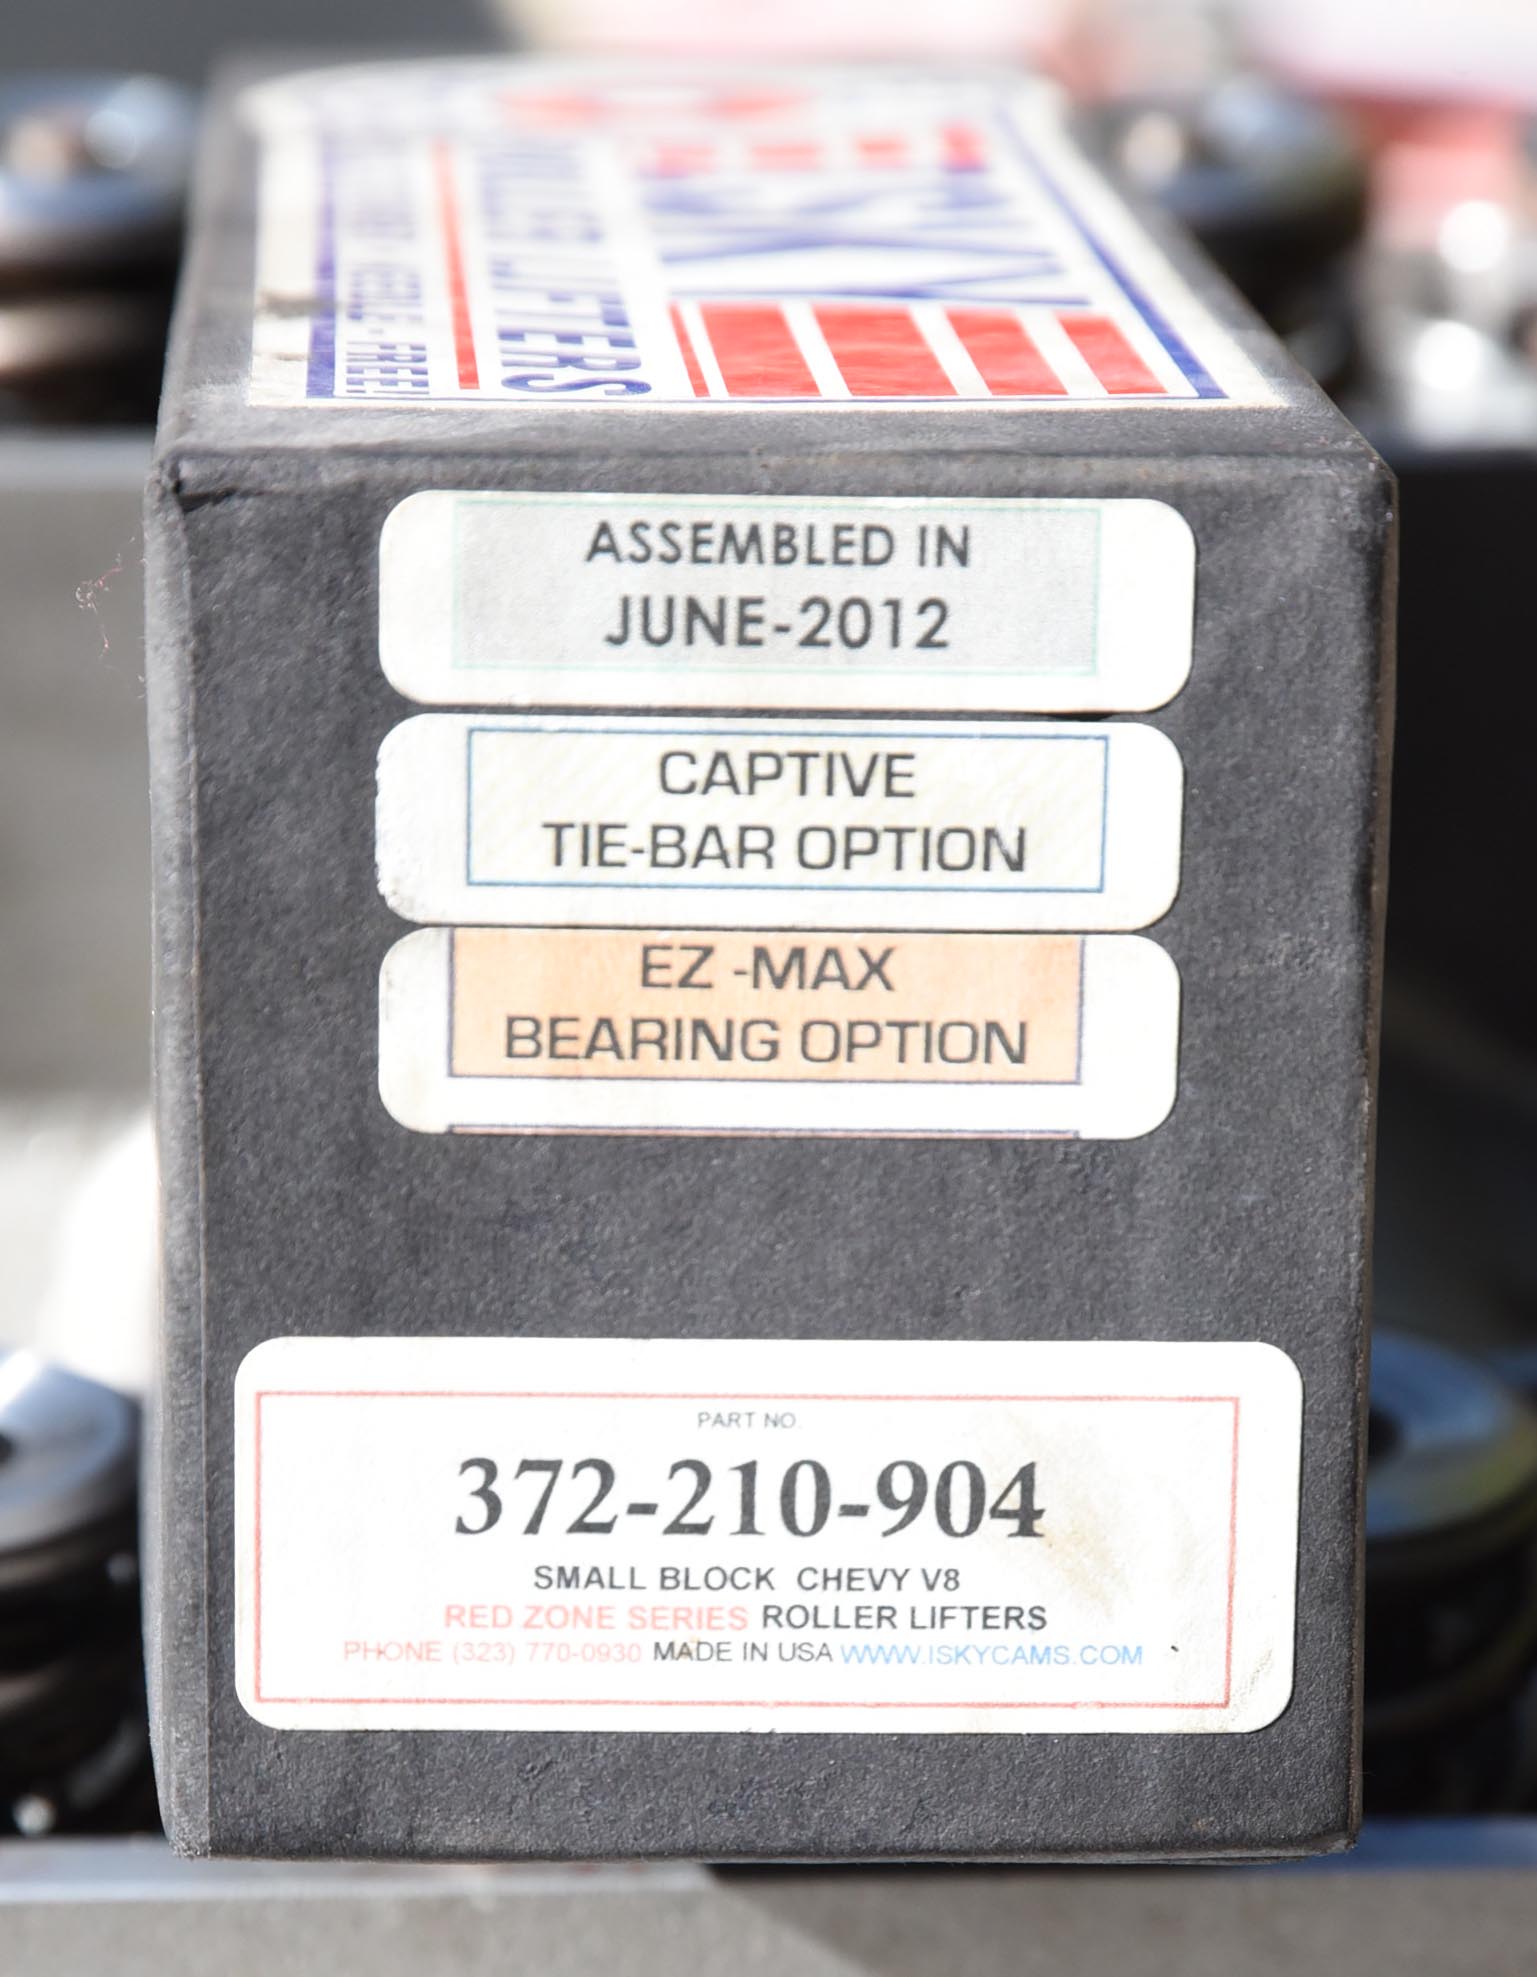 ROLLER LIFTERS
NEEDLE-FREE!
ASSEMBLED IN
JUNE-2012
CAPTIVE
TIE-BAR OPTION
EZ -MAX
BEARING OPTION
PART NO.
372-210-904
SMALL BLOCK CHEVY V8
RED ZONE SERIES ROLLER LIFTERS
PHONE (323) 770-0930 MADE IN USA WWW.ISKYCAMS.COM